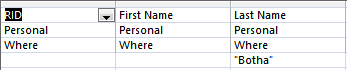 RID First Name Last Name
Personal Personal Personal
Where Where Where
"Botha"